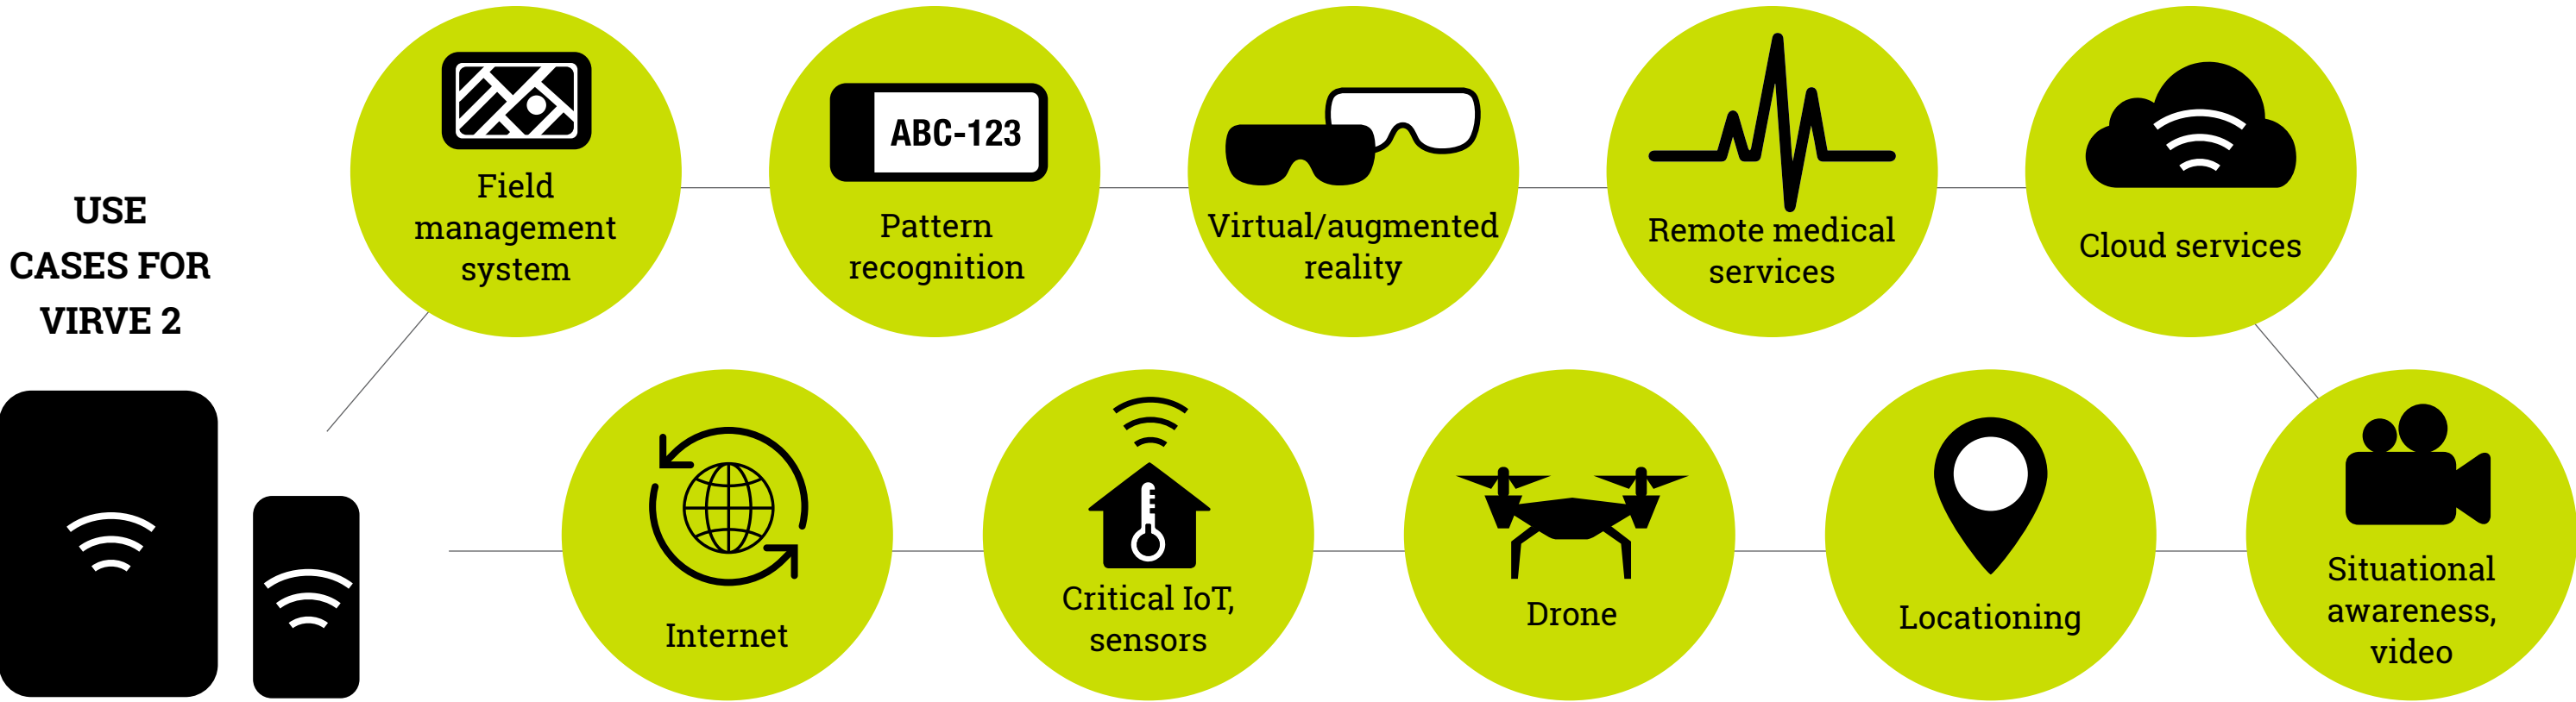 USE
CASES FOR
VIRVE 2
Field
management
system
ABC-123
Pattern
recognition
Virtual/augmented
reality
Remote medical
services
Cloud services
Internet
Critical IoT,
sensors
Drone
Locationing
Situational
awareness,
video